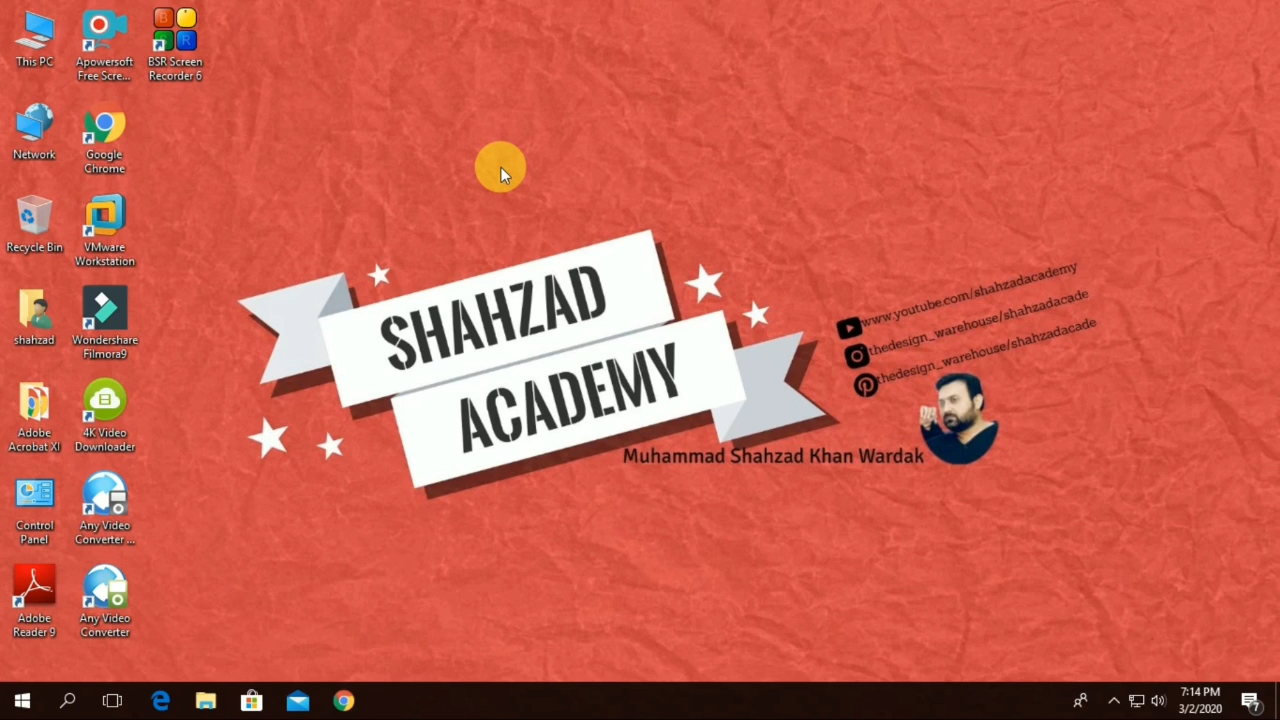 This PC
Apowersoft
Free Scre...
BSR Screen
Recorder 6
Network
Google
Chrome
Recycle Bin
VMware
Workstation
shahzad
Wondershare
Filmora9
Adobe
Acrobat XI
4K Video
Downloader
Control
Panel
Any Video
Converter ...
Adobe
Reader 9
Any Video
Converter
SHAHZAD
ACADEMY
www.youtube.com/shahzadacademy
thedesign_warehouse/shahzadacade
thedesign_warehouse/shahzadacade
Muhammad Shahzad Khan Wardak
7:14 PM
3/2/2020
7